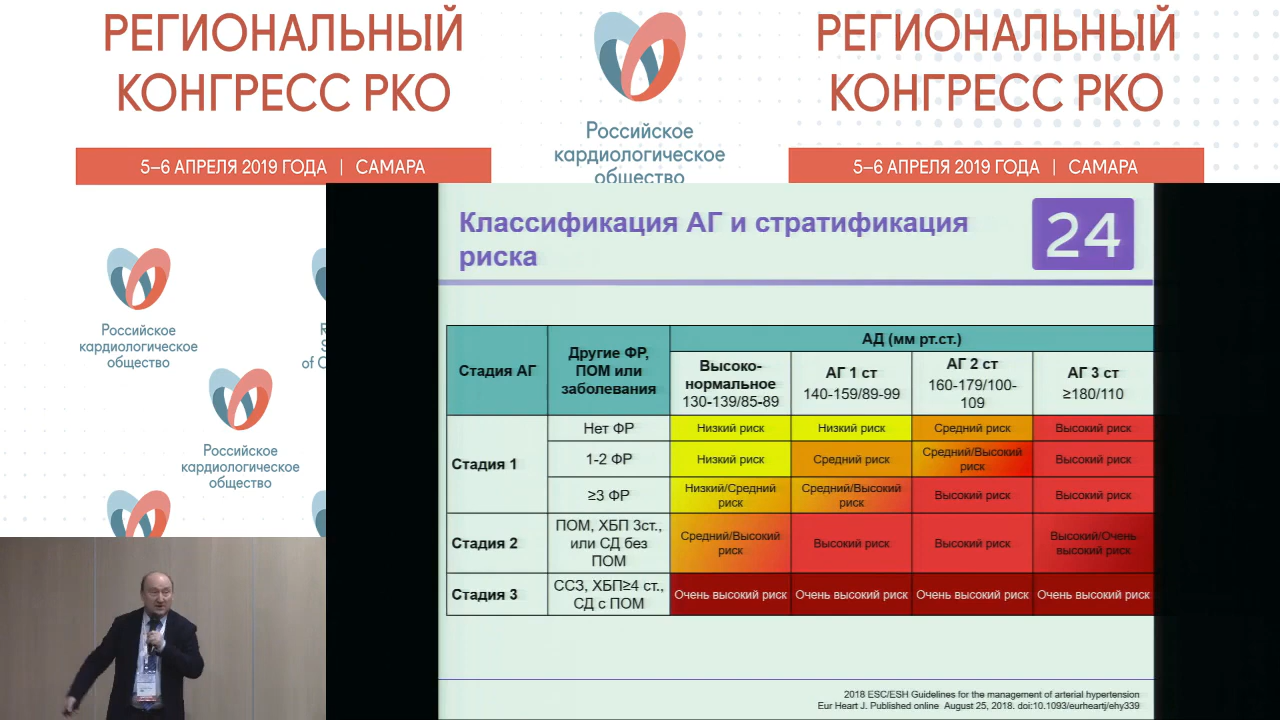 РЕГИОНАЛЬНЫЙ
КОНГРЕСС РКО
5–6 АПРЕЛЯ 2019 ГОДА | САМАРА
Российское
кардиологическое
общество
РЕГИОНАЛЬНЫЙ
КОНГРЕСС РКО
5–6 АПРЕЛЯ 2019 ГОДА | САМАРА
Российское
кардиологическое
общество
of
Российское
кардиологическое
общество
Классификация АГ и стратификация
риска
24
Стадия АГ
Другие ФР,
ПОМ или
заболевания
АД (мм рт.ст.)
Высоко-
нормальное
130-139/85-89
АГ 1 ст
140-159/89-99
АГ 2 ст
160-179/100-
109
АГ 3 ст
≥180/110
Стадия 1
Нет ФР
Низкий риск
Низкий риск
Средний риск
Высокий риск
1-2 ФР
Низкий риск
Средний риск
Средний/Высокий
риск
Высокий риск
≥3 ФР
Низкий/Средний
риск
Средний/Высокий
риск
Высокий риск
Высокий риск
Стадия 2
ПОМ, ХБП 3ст.,
или СД без
ПОМ
Средний/Высокий
риск
Высокий риск
Высокий риск
Высокий/Очень
высокий риск
Стадия 3
ССЗ, ХБП≥4 ст.,
СД с ПОМ
Очень высокий риск
Очень высокий риск
Очень высокий риск
Очень высокий риск
2018 ESC/ESH Guidelines for the management of arterial hypertension
Eur Heart J. Published online August 25, 2018. doi:10.1093/eurheartj/ehy339